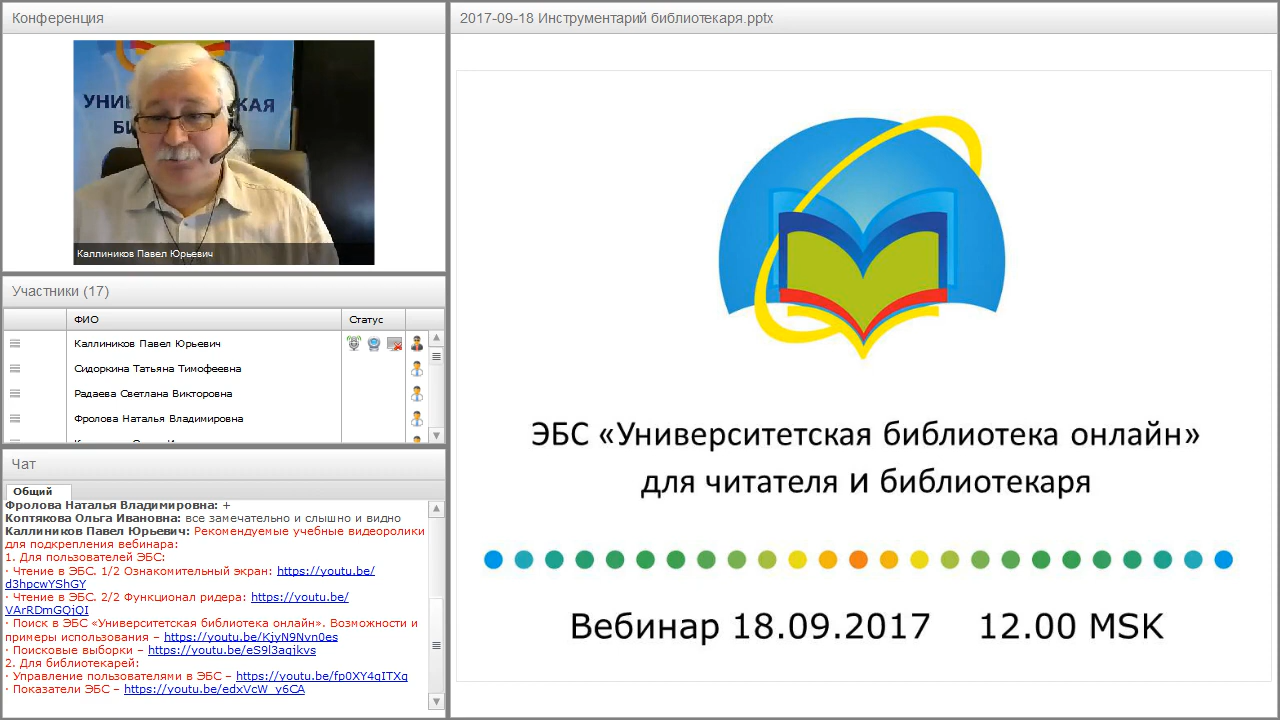 Конференция
УНИВ
КАЯ
Каллиников Павел Юрьевич
Участники (17)
ФИО
Статус
Каллиников Павел Юрьевич
Сидоркина Татьяна Тимофеевна
Радаева Светлана Викторовна
Фролова Наталья Владимировна
Чат
Общий
Фролова Наталья Владимировна: +
Коптякова Ольга Ивановна: все замечательно и слышно и видно
Каллиников Павел Юрьевич: Рекомендуемые учебные видеоролики
для подкрепления вебинара:
1. Для пользователей ЭБС:
· Чтение в ЭБС. 1/2 Ознакомительный экран: https://youtu.be/
d3hpcwYShGY
· Чтение в ЭБС. 2/2 Функционал ридера: https://youtu.be/
VArRDmGQjQI
· Поиск в ЭБС «Университетская библиотека онлайн». Возможности и
примеры использования – https://youtu.be/KjyN9Nvn0es
· Поисковые выборки – https://youtu.be/eS9l3aqjkvs
2. Для библиотекарей:
· Управление пользователями в ЭБС – https://youtu.be/fp0XY4qITXg
· Показатели ЭБС – https://youtu.be/edxVcW_y6CA
2017-09-18 Инструментарий библиотекаря.pptx
ЭБС «Университетская библиотека онлайн»
для читателя и библиотекаря
Вебинар 18.09.2017 12.00 MSK